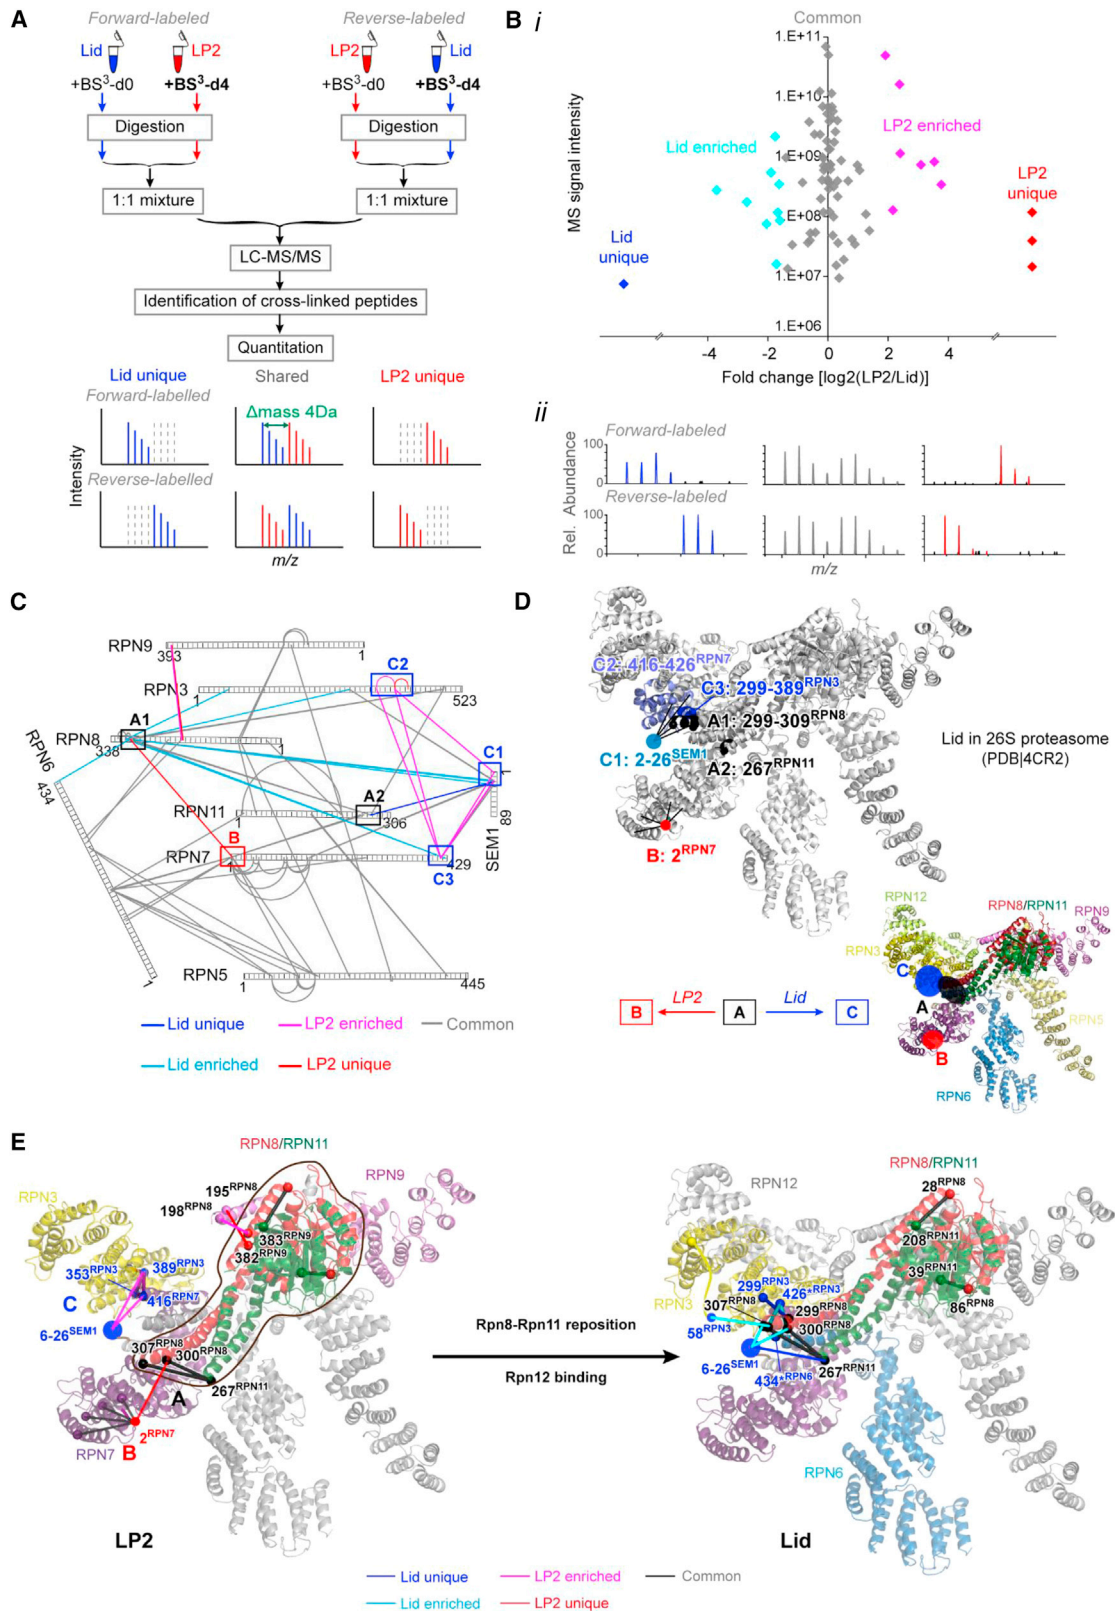 A
Forward-labeled
Reverse-labeled
Lid
LP2
LP2
Lid
+BS3-d0
+BS3-d4
+BS3-d0
+BS3-d4
Digestion
Digestion
1:1 mixture
1:1 mixture
LC-MS/MS
Identification of cross-linked peptides
Quantitation
Lid unique
Shared
LP2 unique
Forward-labelled
Δmass 4Da
Intensity
Reverse-labelled
m/z
B
i
Common
1.E+11
1.E+10
1.E+09
1.E+08
1.E+07
1.E+06
MS signal intensity
LP2 enriched
Lid enriched
LP2
unique
Lid
unique
-4
-2
0
2
4
Fold change [log2(LP2/Lid)]
ii
Forward-labeled
100
0
Reverse-labeled
100
0
Rel. Abundance
m/z
C
RPN9
393
1
C2
RPN3
1
523
A1
RPN8
338
1
C1
1
RPN6
434
A2
RPN11
1
306
89
SEM1
B
RPN7
1
429
C3
RPN5
1
445
1
Lid unique
LP2 enriched
Common
Lid enriched
LP2 unique
D
C2: 416-426RPN7
C3: 299-389RPN3
A1: 299-309RPN8
C1: 2-26SEM1
A2: 267RPN11
B: 2RPN7
Lid in 26S proteasome
(PDB|4CR2)
RPN12
RPN8/RPN11
RPN9
RPN3
C
A
B
RPN5
RPN6
B
LP2
A
Lid
C
E
RPN8/RPN11
RPN9
RPN3
195RPN8
198RPN8
383RPN9
382RPN9
353RPN3
389RPN3
C
416RPN7
6-26SEM1
307RPN8
300RPN8
A
267RPN11
2RPN7
RPN7
B
LP2
Rpn8-Rpn11 reposition
Rpn12 binding
RPN8/RPN11
RPN12
28RPN8
208RPN11
39RPN11
86RPN8
299RPN3
426*RPN3
RPN3
307RPN8
299RPN8
58RPN3
300RPN8
6-26SEM1
267RPN11
434*RPN6
RPN6
Lid
Lid unique
LP2 enriched
Common
Lid enriched
LP2 unique